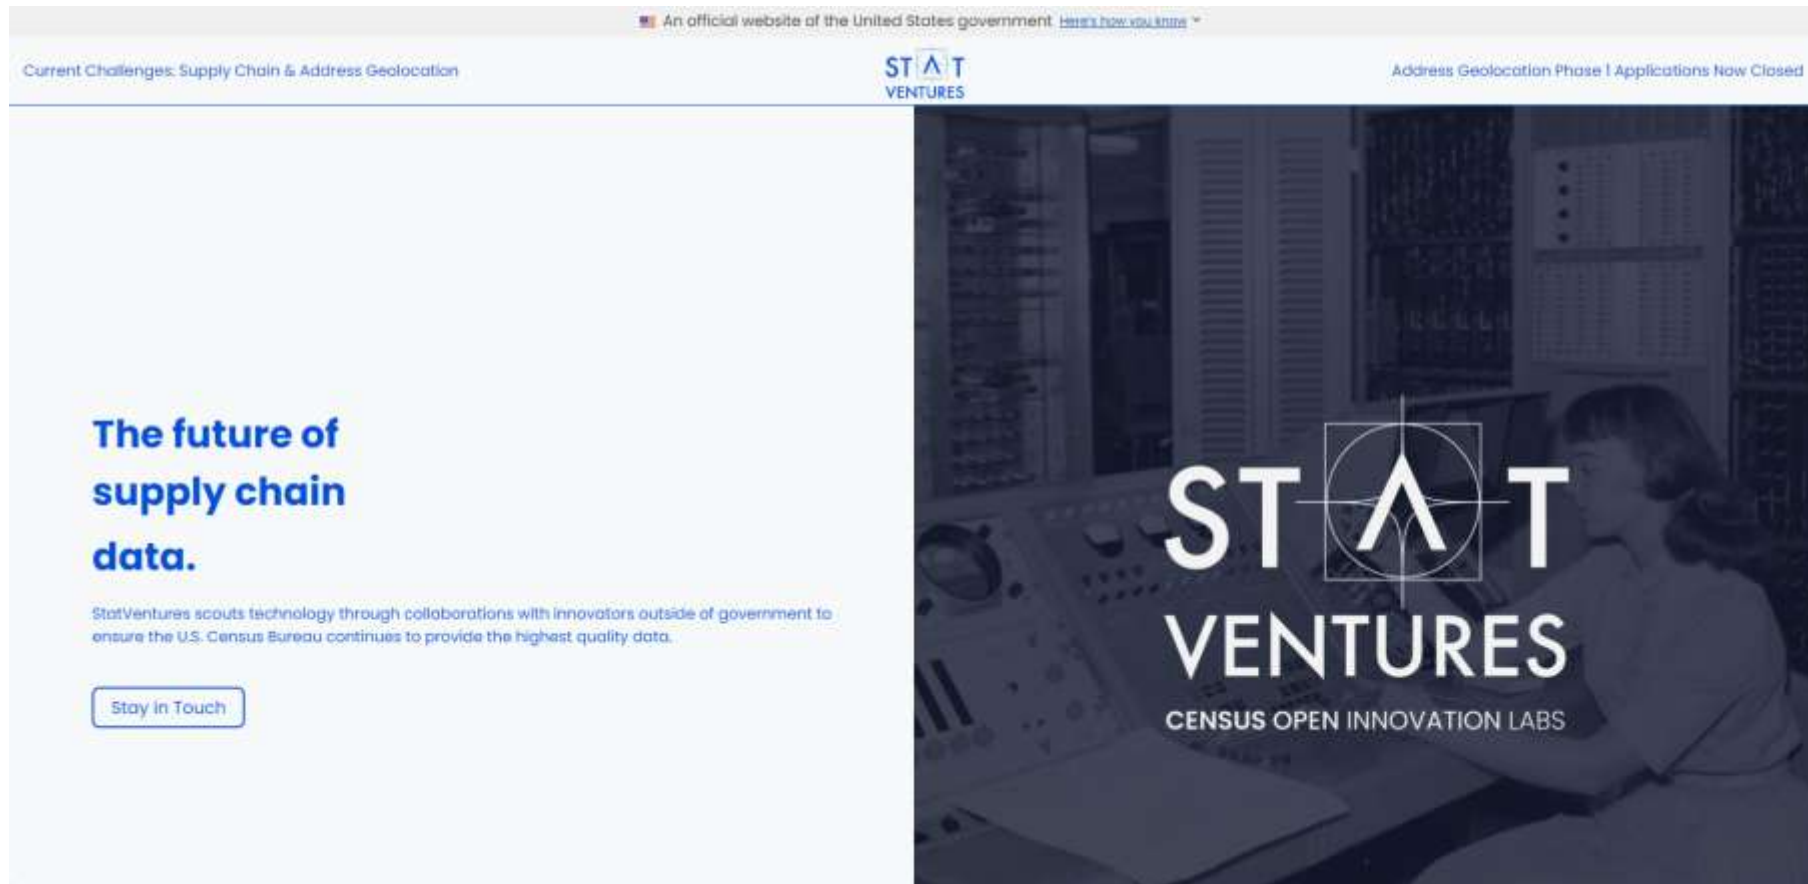 An official website of the United States government Here's how you know
Current Challenges: Supply Chain & Address Geolocation
STAT
VENTURES
Address Geolocation Phase 1 Applications Now Closed
The future of
supply chain
data.
StatVentures scouts technology through collaborations with innovators outside of government to
ensure the U.S. Census Bureau continues to provide the highest quality data.
Stay in Touch
STAT
VENTURES
CENSUS OPEN INNOVATION LABS